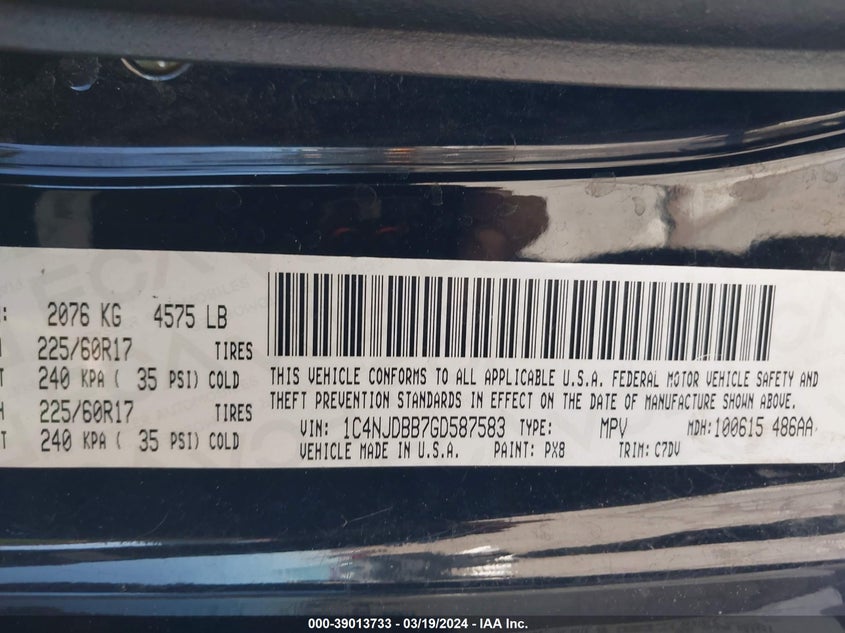 2076 KG 4575 LB
225/60R17 TIRES
240 KPA ( 35 PSI) COLD
225/60R17 TIRES
240 KPA ( 35 PSI) COLD
THIS VEHICLE CONFORMS TO ALL APPLICABLE U.S.A. FEDERAL MOTOR VEHICLE SAFETY AND
THEFT PREVENTION STANDARDS IN EFFECT ON THE DATE OF MANUFACTURE SHOWN ABOVE.
VIN: 1C4NJDBB7GD587583 TYPE: MPV MDH: 100615 486AA
VEHICLE MADE IN U.S.A. PAINT: PX8 TRIM: C7DV
000-39013733 / 03/19/2024 - IAA Inc.